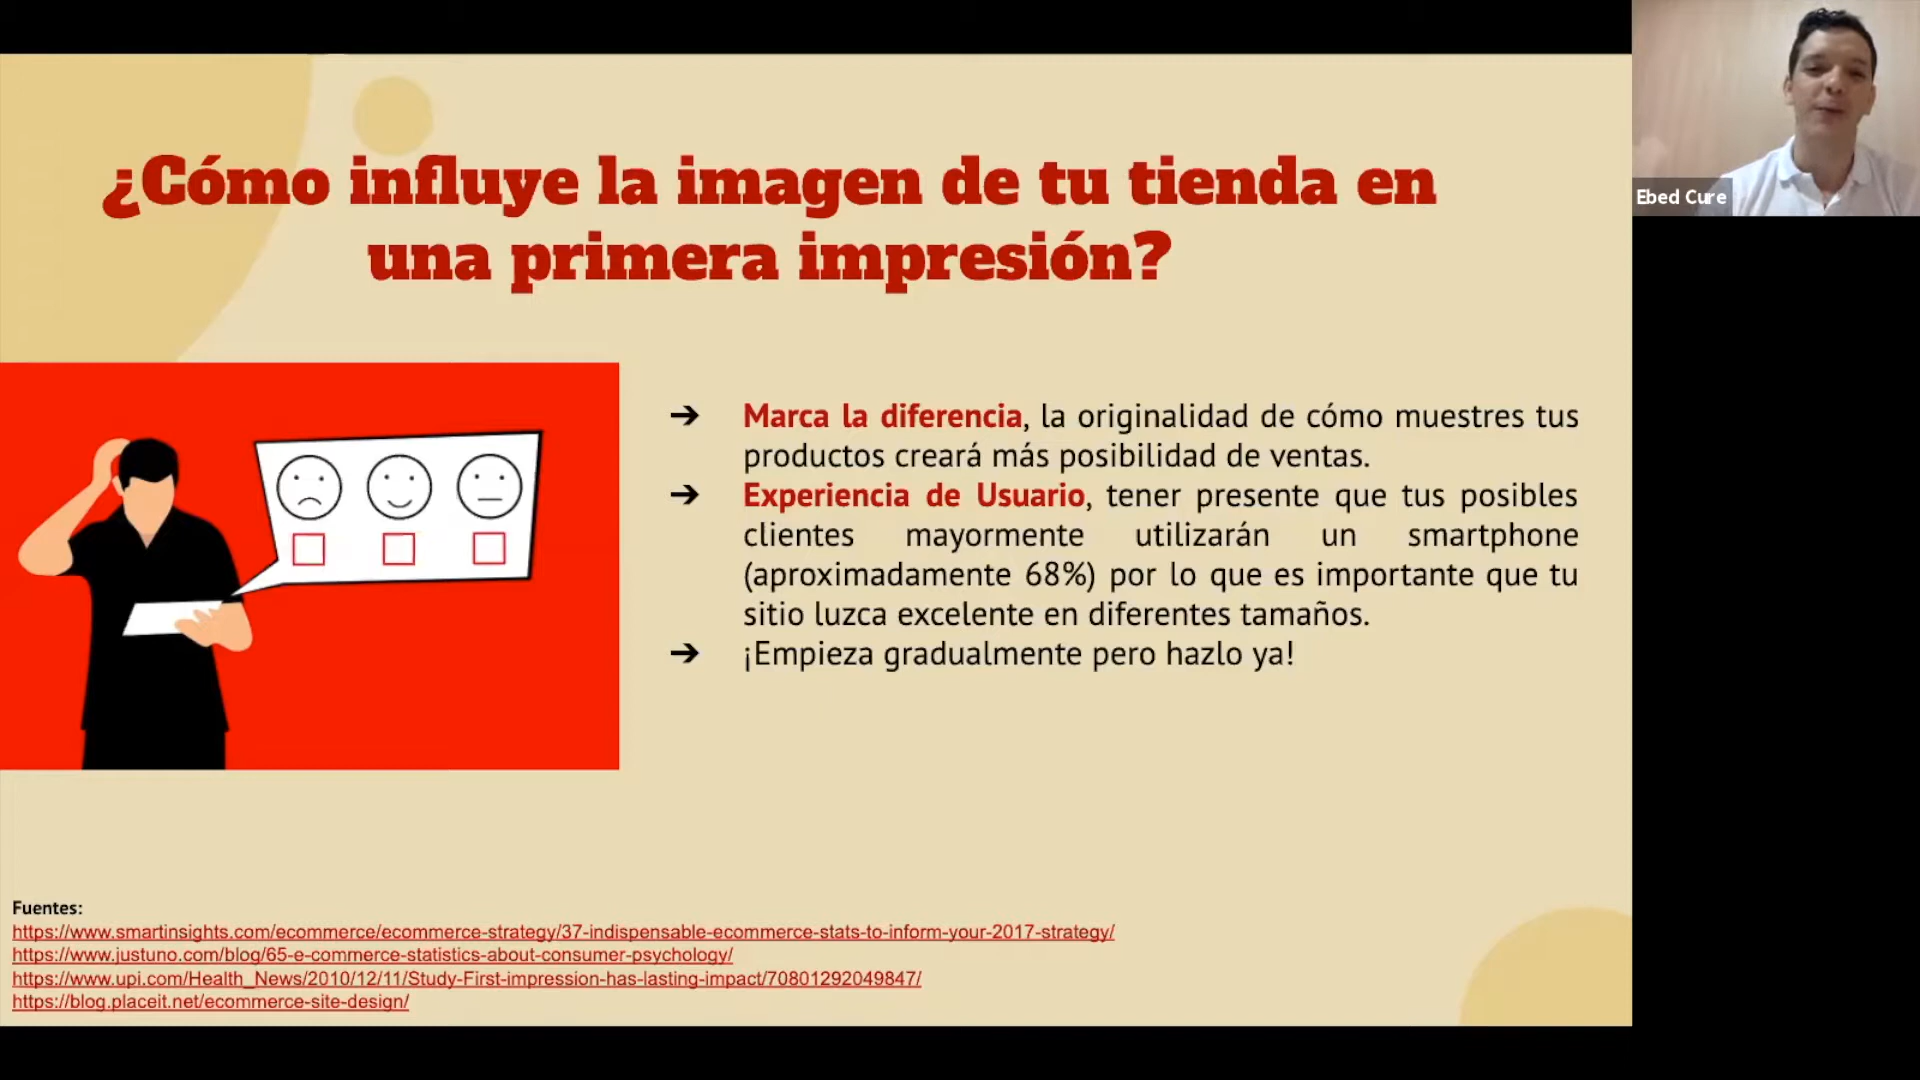 ¿Cómo influye la imagen de tu tienda en
una primera impresión?
Ebed Cure
➔ Marca la diferencia, la originalidad de cómo muestres tus
productos creará más posibilidad de ventas.
➔ Experiencia de Usuario, tener presente que tus posibles
clientes mayormente utilizarán un smartphone
(aproximadamente 68%) por lo que es importante que tu
sitio luzca excelente en diferentes tamaños.
➔ ¡Empieza gradualmente pero hazlo ya!
Fuentes:
https://www.smartinsights.com/ecommerce/ecommerce-strategy/37-indispensable-ecommerce-stats-to-inform-your-2017-strategy/
https://www.justuno.com/blog/65-e-commerce-statistics-about-consumer-psychology/
https://www.upi.com/Health_News/2010/12/11/Study-First-impression-has-lasting-impact/70801292049847/
https://blog.placeit.net/ecommerce-site-design/